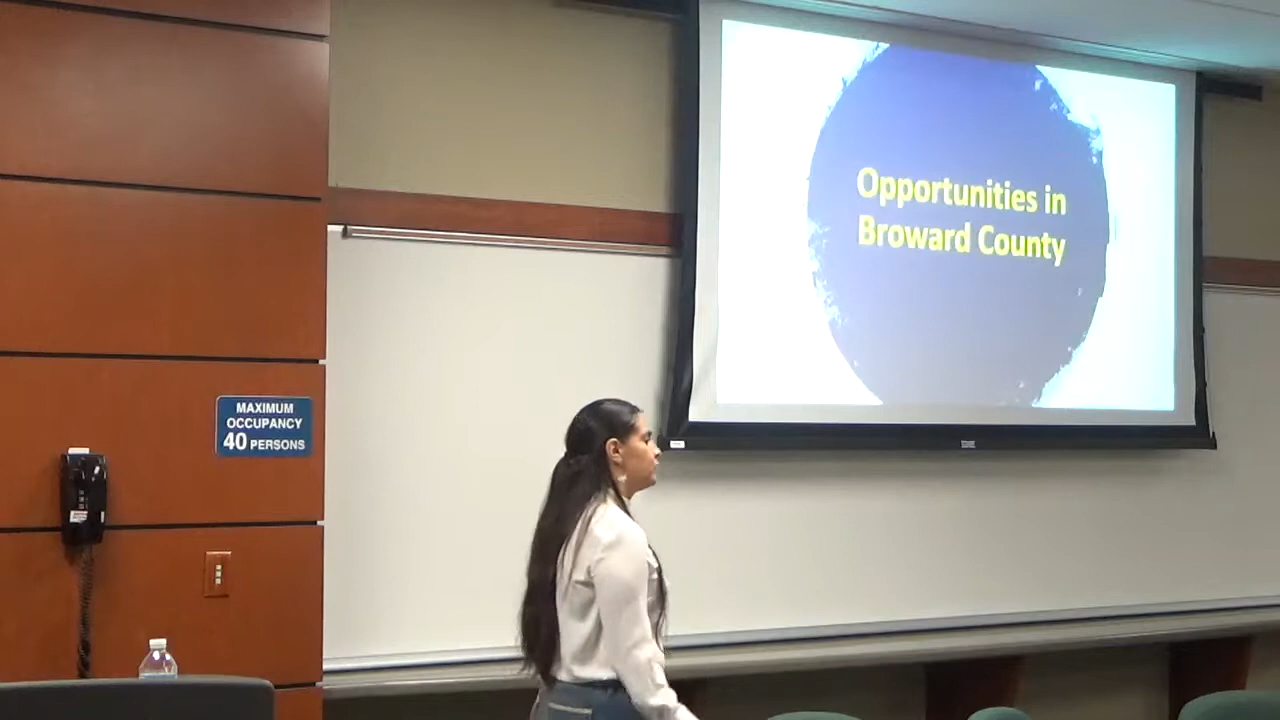 Opportunities in
Broward County
MAXIMUM
OCCUPANCY
40 PERSONS